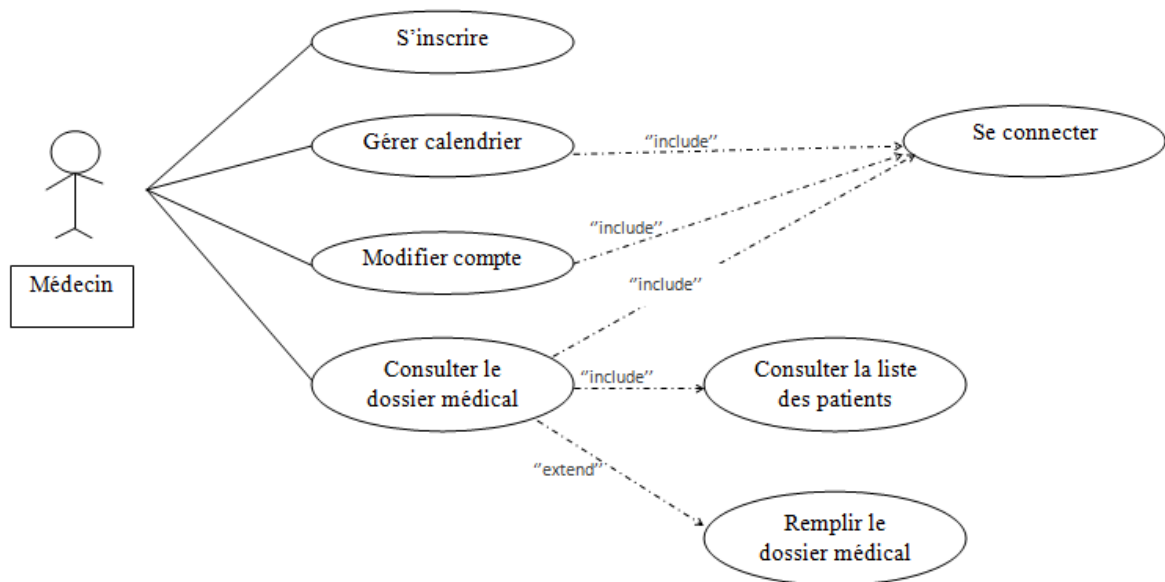 S'inscrire
Gérer calendrier
‘‘include’’
Se connecter
‘‘include’’
Modifier compte
Médecin
‘‘include’’
Consulter le
dossier médical
‘‘include’’
Consulter la liste
des patients
‘‘extend’’
Remplir le
dossier médical